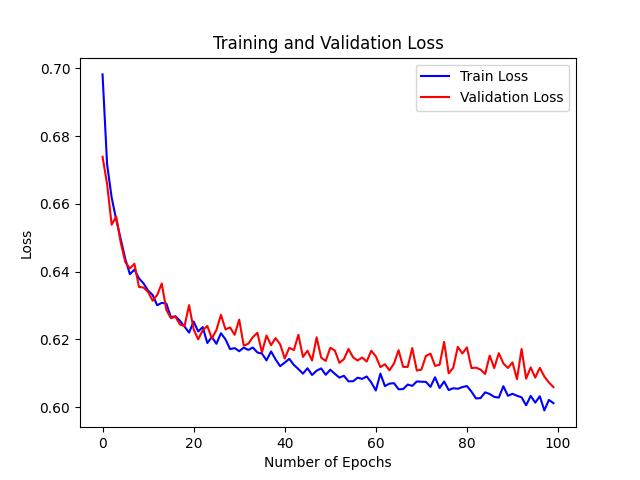 Training and Validation Loss
Train Loss
Validation Loss
0.70
0.68
0.66
0.64
0.62
0.60
Loss
0 20 40 60 80 100
Number of Epochs